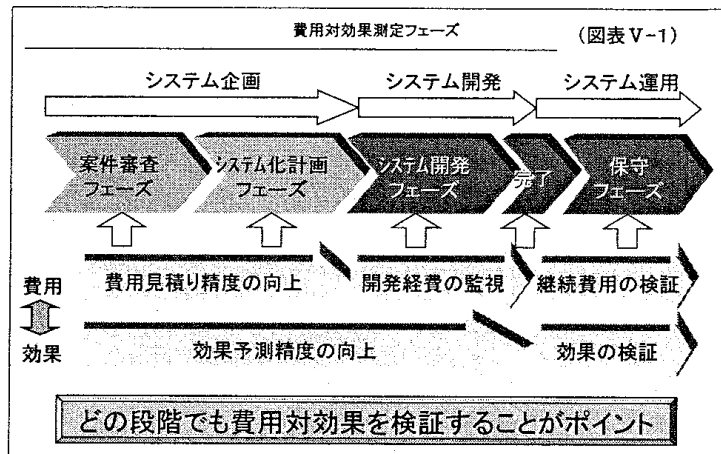 費用対効果測定フェーズ
(図表Ⅴ-1)
システム企画
システム開発
システム運用
案件審査
フェーズ
システム化計画
フェーズ
システム開発
フェーズ
完了
保守
フェーズ
費用
効果
費用見積り精度の向上
開発経費の監視
継続費用の検証
効果予測精度の向上
効果の検証
どの段階でも費用対効果を検証することがポイント